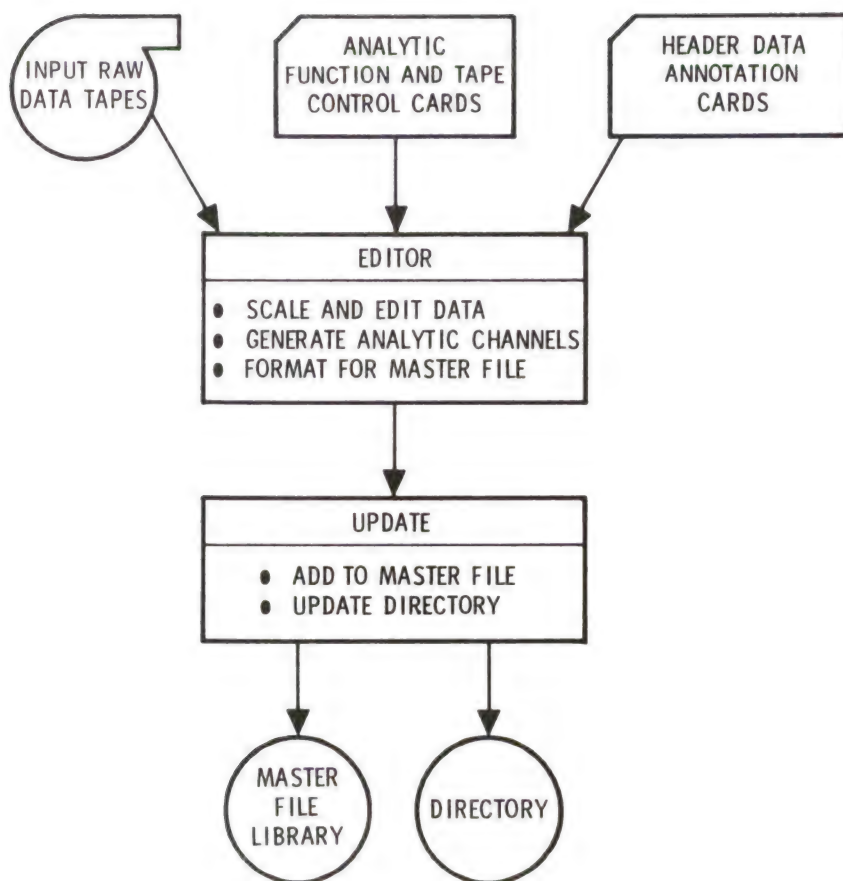 INPUT RAW
DATA TAPES
ANALYTIC
FUNCTION AND TAPE
CONTROL CARDS
HEADER DATA
ANNOTATION
CARDS
EDITOR
• SCALE AND EDIT DATA
• GENERATE ANALYTIC CHANNELS
• FORMAT FOR MASTER FILE
UPDATE
• ADD TO MASTER FILE
• UPDATE DIRECTORY
MASTER
FILE
LIBRARY
DIRECTORY